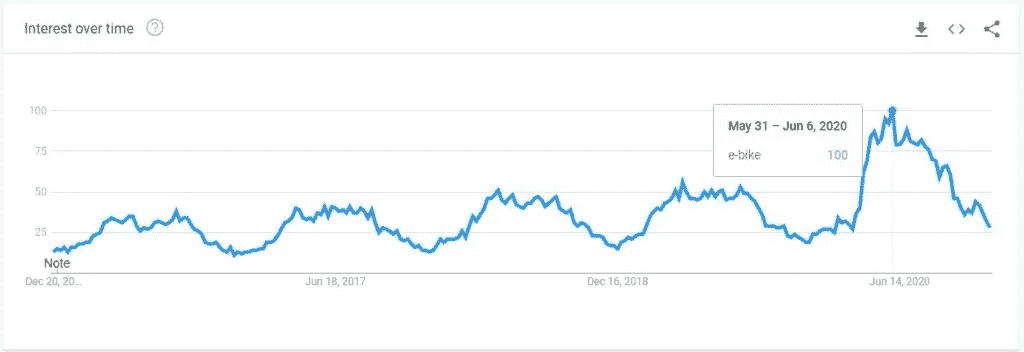 Interest over time
100
75
50
25
May 31 – Jun 6, 2020
e-bike 100
Note
Dec 20, 20...
Jun 18, 2017
Dec 16, 2018
Jun 14, 2020